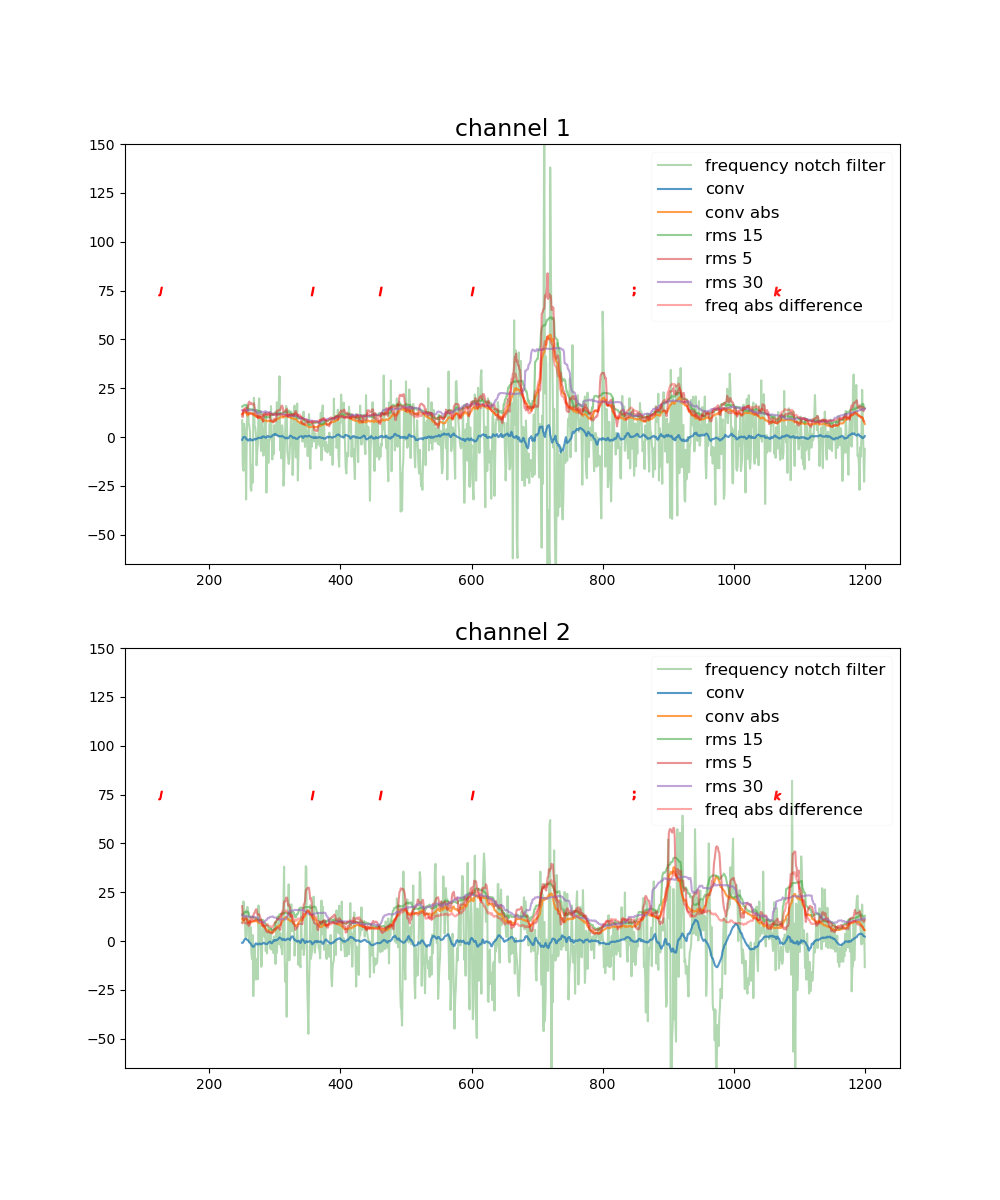 channel 1
150
125
100
75
50
25
0
−25
−50
frequency notch filter
conv
conv abs
rms 15
rms 5
rms 30
freq abs difference
j l l l ; k
200 400 600 800 1000 1200
channel 2
150
125
100
75
50
25
0
−25
−50
frequency notch filter
conv
conv abs
rms 15
rms 5
rms 30
freq abs difference
j l l l ; k
200 400 600 800 1000 1200